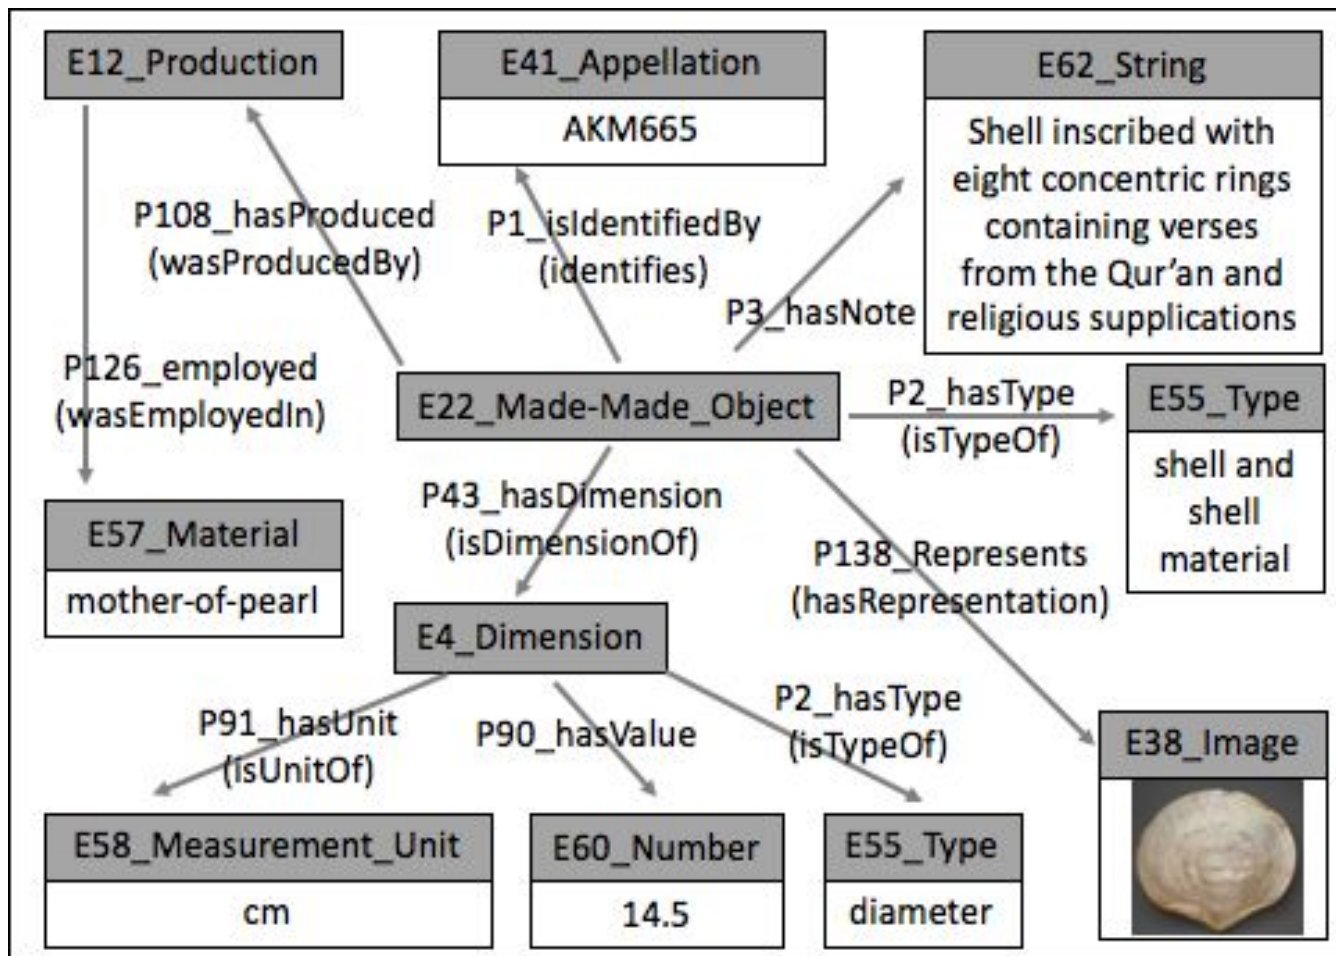 E12_Production
E41_Appellation
AKM665
E62_String
Shell inscribed with
eight concentric rings
containing verses
from the Qur'an and
religious supplications
P108_hasProduced
(wasProducedBy)
P1_isIdentifiedBy
(identifies)
P3_hasNote
P126_employed
(wasEmployedIn)
E22_Made-Made_Object
P2_hasType
(isTypeOf)
E55_Type
shell and
shell
material
E57_Material
mother-of-pearl
P43_hasDimension
(isDimensionOf)
P138_Represents
(hasRepresentation)
E4_Dimension
P91_hasUnit
(isUnitOf)
P90_hasValue
P2_hasType
(isTypeOf)
E38_Image
E58_Measurement_Unit
cm
E60_Number
14.5
E55_Type
diameter